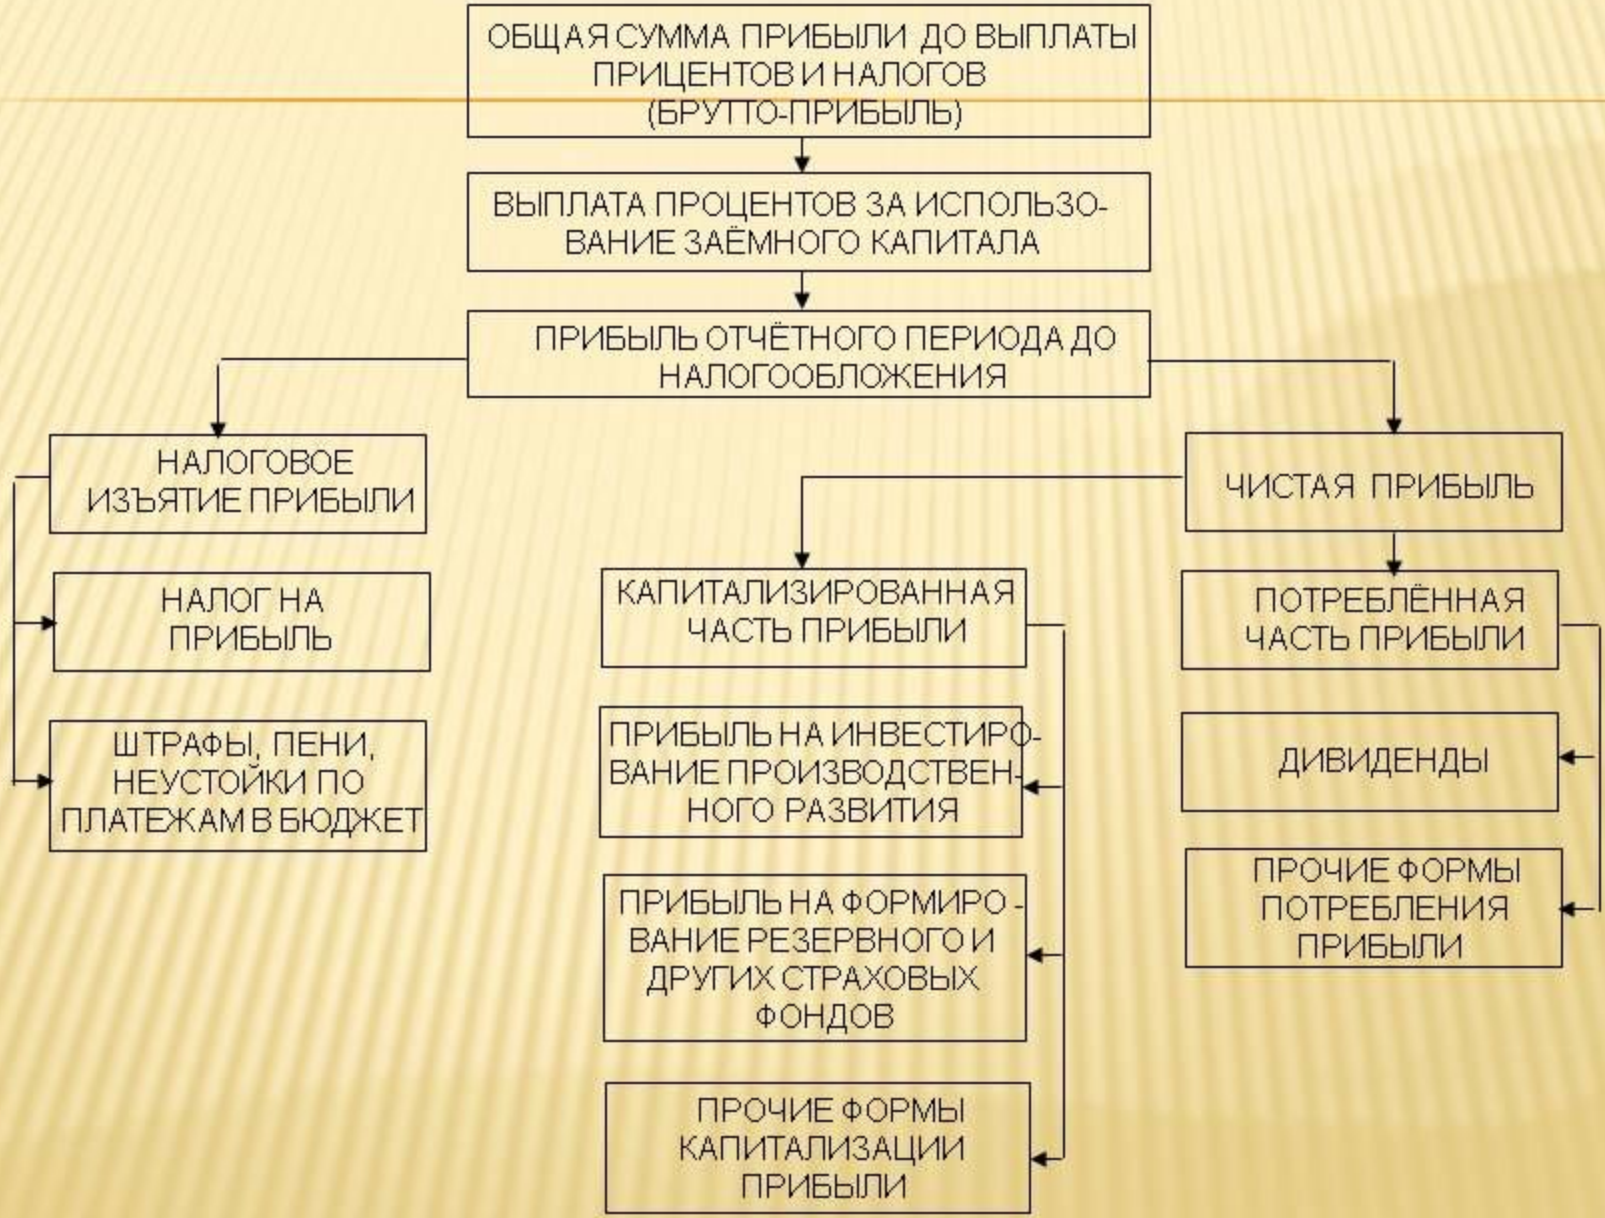 ОБЩАЯ СУММА ПРИБЫЛИ ДО ВЫПЛАТЫ
ПРИЦЕНТОВ И НАЛОГОВ
(БРУТТО-ПРИБЫЛЬ)
ВЫПЛАТА ПРОЦЕНТОВ ЗА ИСПОЛЬЗО-
ВАНИЕ ЗАЁМНОГО КАПИТАЛА
ПРИБЫЛЬ ОТЧЁТНОГО ПЕРИОДА ДО
НАЛОГООБЛОЖЕНИЯ
НАЛОГОВОЕ
ИЗЪЯТИЕ ПРИБЫЛИ
НАЛОГ НА
ПРИБЫЛЬ
ШТРАФЫ, ПЕНИ,
НЕУСТОЙКИ ПО
ПЛАТЕЖАМ В БЮДЖЕТ
ЧИСТАЯ ПРИБЫЛЬ
КАПИТАЛИЗИРОВАННАЯ
ЧАСТЬ ПРИБЫЛИ
ПРИБЫЛЬ НА ИНВЕСТИРО-
ВАНИЕ ПРОИЗВОДСТВЕН-
НОГО РАЗВИТИЯ
ПРИБЫЛЬ НА ФОРМИРО -
ВАНИЕ РЕЗЕРВНОГО И
ДРУГИХ СТРАХОВЫХ
ФОНДОВ
ПРОЧИЕ ФОРМЫ
КАПИТАЛИЗАЦИИ
ПРИБЫЛИ
ПОТРЕБЛЁННАЯ
ЧАСТЬ ПРИБЫЛИ
ДИВИДЕНДЫ
ПРОЧИЕ ФОРМЫ
ПОТРЕБЛЕНИЯ
ПРИБЫЛИ